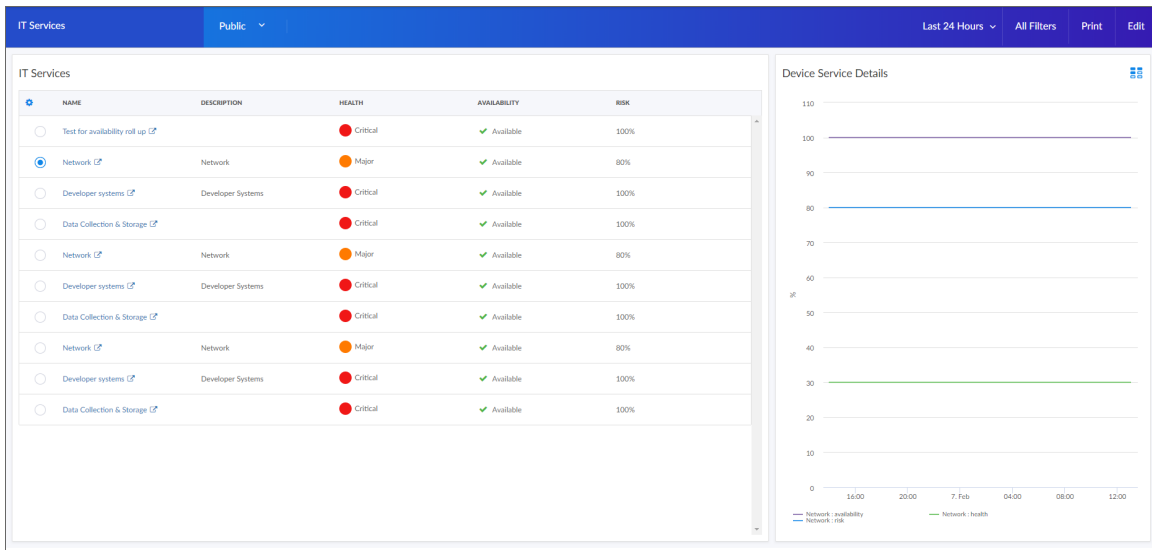 IT Services Public Last 24 Hours All Filters Print Edit
IT Services
NAME DESCRIPTION HEALTH AVAILABILITY RISK
Test for availability roll up Critical Available 100%
Network Network Major Available 80%
Developer systems Developer Systems Critical Available 100%
Data Collection & Storage Critical Available 100%
Network Network Major Available 80%
Developer systems Developer Systems Critical Available 100%
Data Collection & Storage Critical Available 100%
Network Network Major Available 80%
Developer systems Developer Systems Critical Available 100%
Data Collection & Storage Critical Available 100%
Device Service Details
110
100
90
80
70
60
%
50
40
30
20
10
0
16:00 20:00 7. Feb 04:00 08:00 12:00
Network : availability Network : health
Network : risk